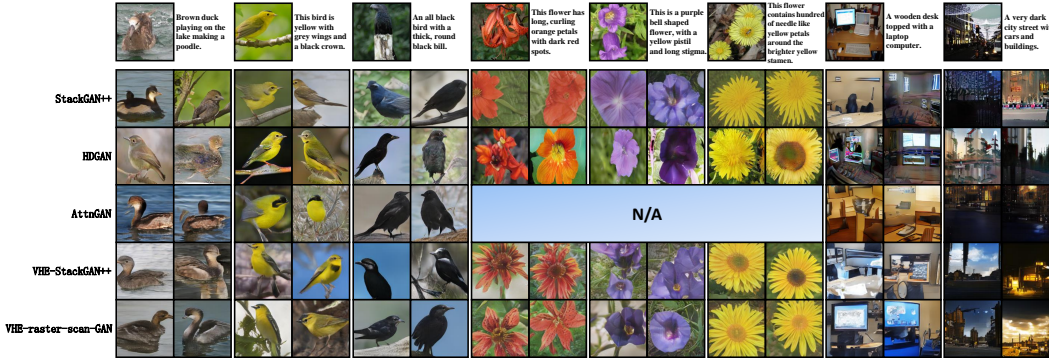 Brown duck
playing on the
lake making a
poodle.
This bird is
yellow with
grey wings and
a black crown.
An all black
bird with a
thick, round
black bill.
This flower has
long, curling
orange petals
with dark red
spots.
This is a purple
bell shaped
flower, with a
yellow pistil
and long stigma.
This flower
contains hundred
of needle like
yellow petals
around the
brighter yellow
stamen.
A wooden desk
topped with a
laptop
computer.
A very dark
city street wi
cars and
buildings.
StackGAN++
HDGAN
AttnGAN
N/A
VHE-StackGAN++
VHE-raster-scan-GAN